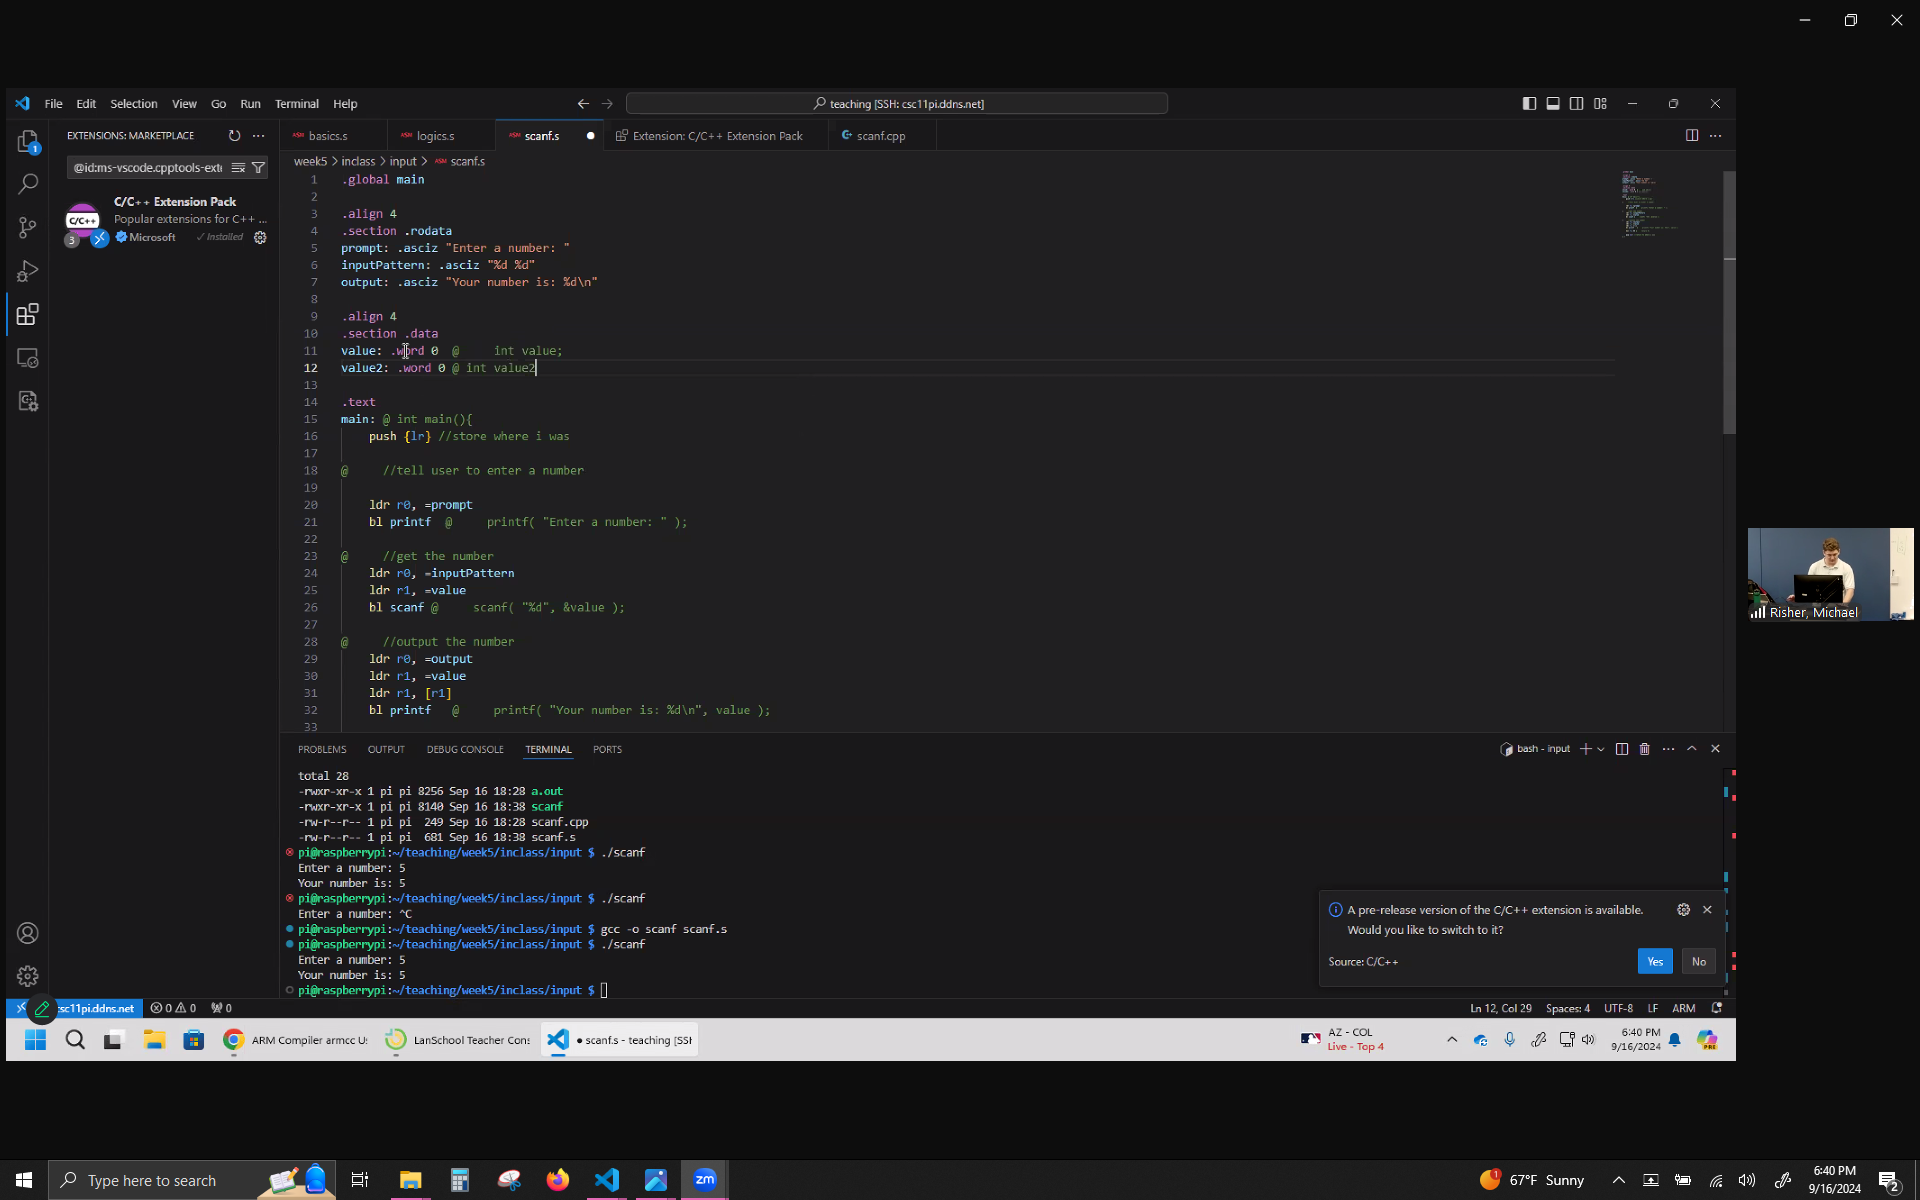 File Edit Selection View Go Run Terminal Help
teaching [SSH: csc11pi.ddns.net]
EXTENSIONS: MARKETPLACE
basics.s
logics.s
scanf.s
Extension: C/C++ Extension Pack
scanf.cpp
1
@id:ms-vscode.cpptools-exte
week5 > inclass > input > scanf.s
C/C++
3
C/C++ Extension Pack
Popular extensions for C++ ...
Microsoft
Installed
1 .global main
2
3 .align 4
4 .section .rodata
5 prompt: .asciz "Enter a number: "
6 inputPattern: .asciz "%d %d"
7 output: .asciz "Your number is: %d\n"
8
9 .align 4
10 .section .data
11 value: .word 0 @ int value;
12 value2: .word 0 @ int value2
13
14 .text
15 main: @ int main(){
16 push {lr} //store where i was
17
18 @ //tell user to enter a number
19
20 ldr r0, =prompt
21 bl printf @ printf( "Enter a number: " );
22
23 @ //get the number
24 ldr r0, =inputPattern
25 ldr r1, =value
26 bl scanf @ scanf( "%d", &value );
27
28 @ //output the number
29 ldr r0, =output
30 ldr r1, =value
31 ldr r1, [r1]
32 bl printf @ printf( "Your number is: %d\n", value );
33
Risher, Michael
PROBLEMS OUTPUT DEBUG CONSOLE TERMINAL PORTS
bash - input
total 28
-rwxr-xr-x 1 pi pi 8256 Sep 16 18:28 a.out
-rwxr-xr-x 1 pi pi 8140 Sep 16 18:38 scanf
-rw-r--r-- 1 pi pi 249 Sep 16 18:28 scanf.cpp
-rw-r--r-- 1 pi pi 681 Sep 16 18:38 scanf.s
pi@raspberrypi:~/teaching/week5/inclass/input $ ./scanf
Enter a number: 5
Your number is: 5
pi@raspberrypi:~/teaching/week5/inclass/input $ ./scanf
Enter a number: ^C
pi@raspberrypi:~/teaching/week5/inclass/input $ gcc -o scanf scanf.s
pi@raspberrypi:~/teaching/week5/inclass/input $ ./scanf
Enter a number: 5
Your number is: 5
pi@raspberrypi:~/teaching/week5/inclass/input $
A pre-release version of the C/C++ extension is available.
Would you like to switch to it?
Source: C/C++
Yes
No
csc11pi.ddns.net
0 0
0
Ln 12, Col 29
Spaces: 4
UTF-8
LF
ARM
ARM Compiler armcc Us
LanSchool Teacher Cons
● scanf.s - teaching [SSH
AZ - COL
Live - Top 4
6:40 PM
9/16/2024
PRE
Type here to search
zm
1
67°F Sunny
6:40 PM
9/16/2024
2